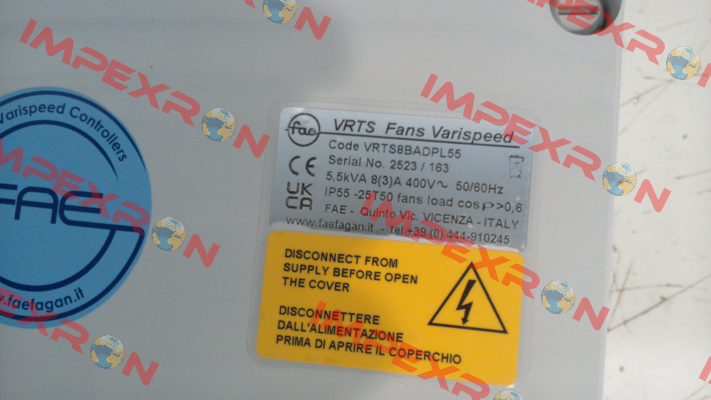 IMPEXRON
IMPEXRON
IMPEXRON
Varispeed Controllers
FAE
www.faefagan.it
fae VRTS Fans Varispeed
Code VRTS8BADPL55
Serial No. 2523 / 163
CE
5,5kVA 8(3)A 400V~ 50/60Hz
UK
CA
IP55 -25T50 fans load cosφ>0,6
FAE - Quinto Vic. VICENZA - ITALY
www.faefagan.it - tel +39 (0) 444-910245
DISCONNECT FROM
SUPPLY BEFORE OPEN
THE COVER
DISCONNETTERE
DALL'ALIMENTAZIONE
PRIMA DI APRIRE IL COPERCHIO
IMPEXRON
IMPEXRON
IMPEXRON